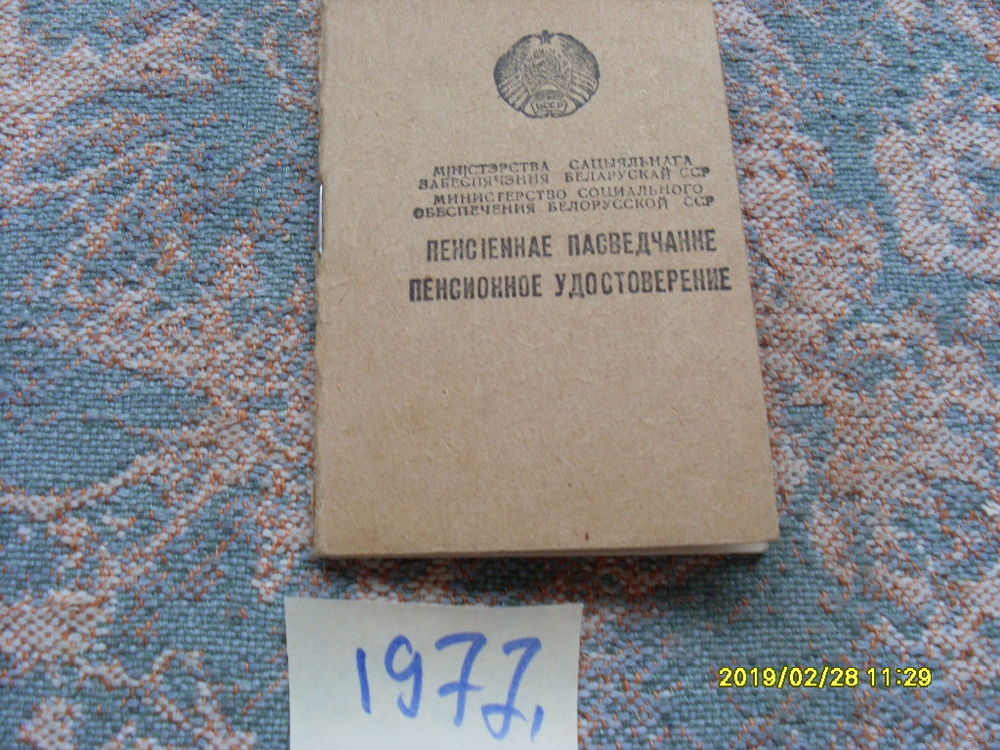 БССР
МІНІСТЭРСТВА САЦЫЯЛЬНАГА
ЗАБЕСПЯЧЭННЯ БЕЛАРУСКАЙ ССР
МИНИСТЕРСТВО СОЦИАЛЬНОГО
ОБЕСПЕЧЕНИЯ БЕЛОРУССКОЙ ССР
ПЕНСІЕННАЕ ПАСВЕДЧАННЕ
ПЕНСИОННОЕ УДОСТОВЕРЕНИЕ
1977,
2019/02/28 11:29